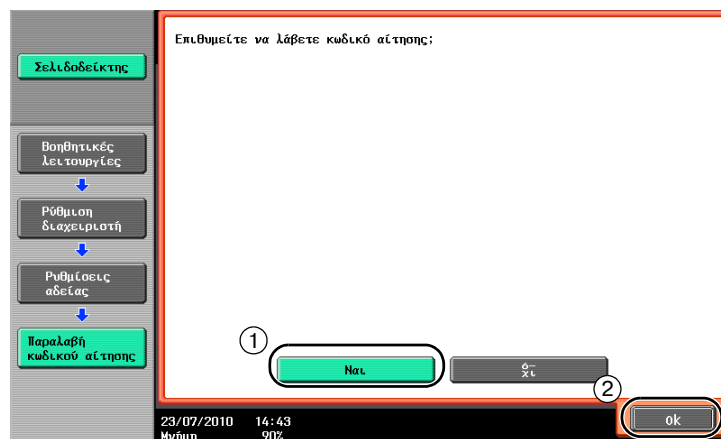 Επιθυμείτε να λάβετε κωδικό αίτησης;
Σελιδοδείκτης
Βοηθητικές
λειτουργίες
Ρύθμιση
διαχειριστή
Ρυθμίσεις
αδείας
Παραλαβή
κωδικού αίτησης
1
Ναι
ό-
χι
2
ok
23/07/2010 14:43
Μνήμη 90%